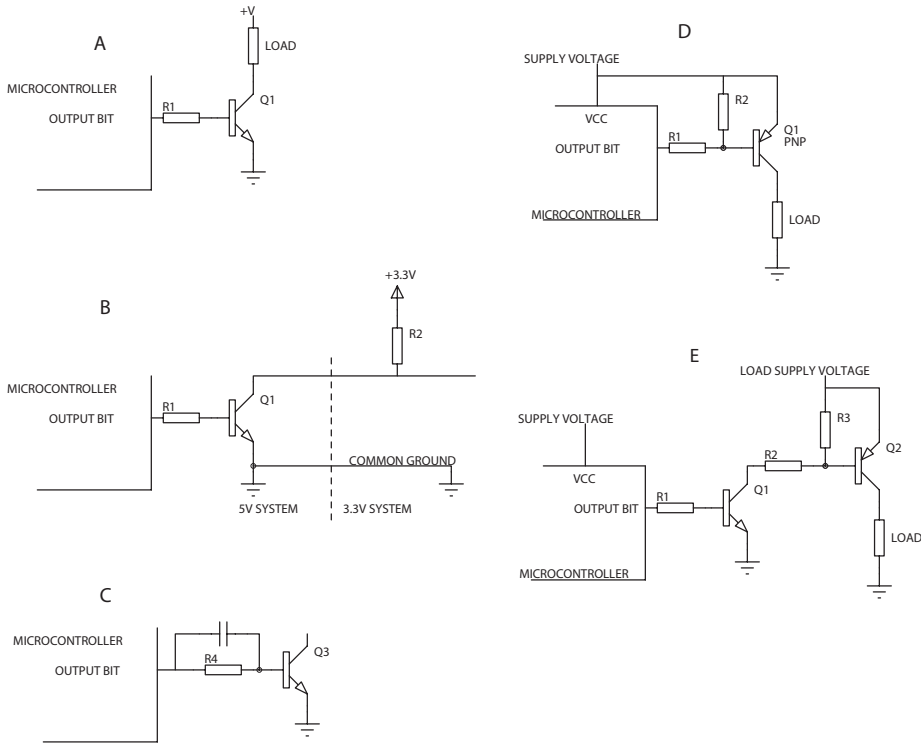 A
+V
LOAD
MICROCONTROLLER
R1
Q1
OUTPUT BIT
B
+3.3V
R2
MICROCONTROLLER
R1
Q1
OUTPUT BIT
COMMON GROUND
5V SYSTEM
3.3V SYSTEM
C
MICROCONTROLLER
R4
Q3
OUTPUT BIT
D
SUPPLY VOLTAGE
R2
VCC
Q1
PNP
R1
OUTPUT BIT
MICROCONTROLLER
LOAD
E
LOAD SUPPLY VOLTAGE
SUPPLY VOLTAGE
R3
Q2
R2
VCC
Q1
R1
OUTPUT BIT
LOAD
MICROCONTROLLER